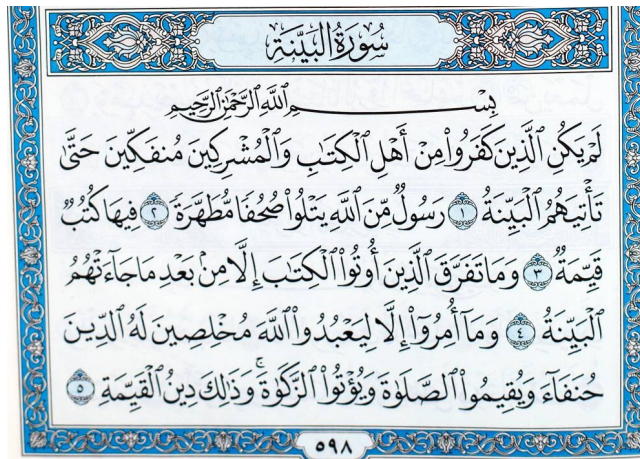 سُورَةُ البَيِّنَةِ
بِسۡمِ ٱللَّهِ ٱلرَّحۡمَٰنِ ٱلرَّحِيمِ
لَمۡ يَكُنِ ٱلَّذِينَ كَفَرُواْ مِنۡ أَهۡلِ ٱلۡكِتَٰبِ وَٱلۡمُشۡرِكِينَ مُنفَكِّينَ حَتَّىٰ
تَأۡتِيَهُمُ ٱلۡبَيِّنَةُ ١ رَسُولٞ مِّنَ ٱللَّهِ يَتۡلُواْ صُحُفٗا مُّطَهَّرَةٗ ٢ فِيهَا كُتُبٞ
قَيِّمَةٞ ٣ وَمَا تَفَرَّقَ ٱلَّذِينَ أُوتُواْ ٱلۡكِتَٰبَ إِلَّا مِنۢ بَعۡدِ مَا جَآءَتۡهُمُ
ٱلۡبَيِّنَةُ ٤ وَمَآ أُمِرُوٓاْ إِلَّا لِيَعۡبُدُواْ ٱللَّهَ مُخۡلِصِينَ لَهُ ٱلدِّينَ
حُنَفَآءَ وَيُقِيمُواْ ٱلصَّلَوٰةَ وَيُؤۡتُواْ ٱلزَّكَوٰةَۚ وَذَٰلِكَ دِينُ ٱلۡقَيِّمَةِ ٥
٥٩٨